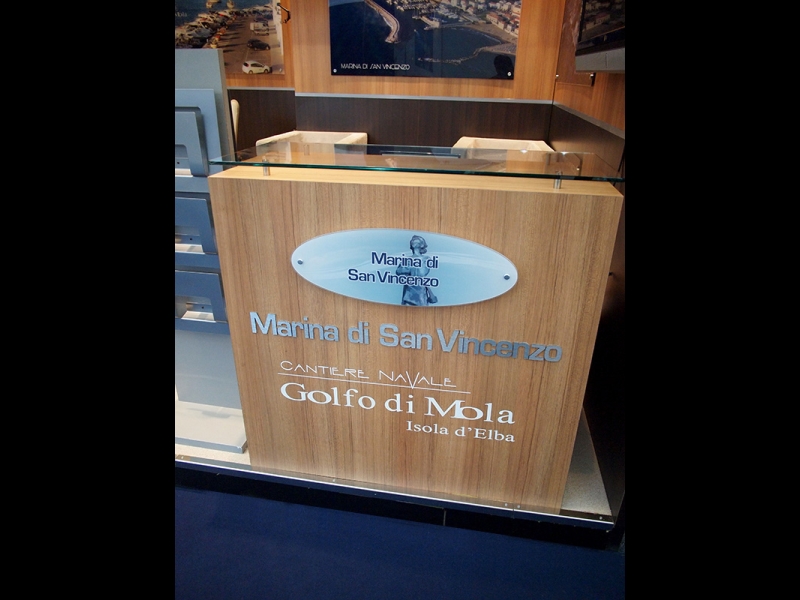 MARINA DI SAN VINCENZO
Marina di
San Vincenzo
Marina di San Vincenzo
CANTIERE NAVALE
Golfo di Mola
Isola d'Elba